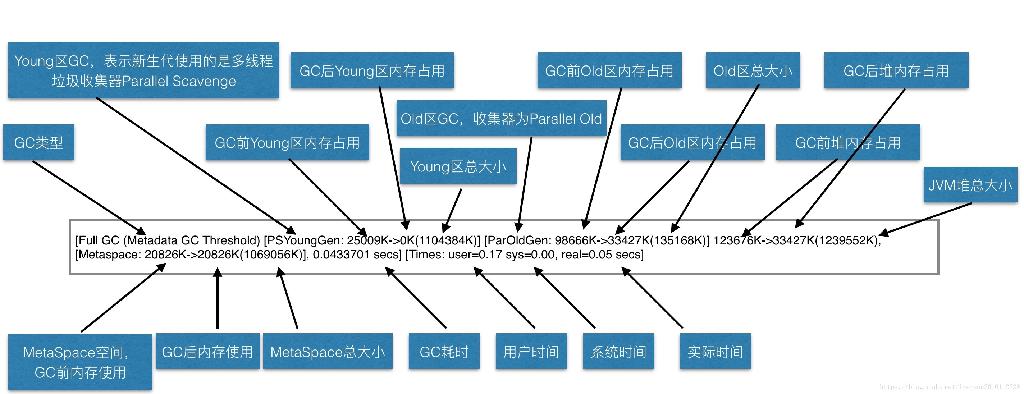 Young区GC，表示新生代使用的是多线程
垃圾收集器Parallel Scavenge
GC后Young区内存占用
GC前Old区内存占用
Old区总大小
GC后堆内存占用
Old区GC，收集器为Parallel Old
GC类型
GC前Young区内存占用
GC后Old区内存占用
GC前堆内存占用
Young区总大小
JVM堆总大小
[Full GC (Metadata GC Threshold) [PSYoungGen: 25009K->0K(1104384K)] [ParOldGen: 98666K->33427K(135168K)] 123676K->33427K(1239552K),
[Metaspace: 20826K->20826K(1069056K)], 0.0433701 secs] [Times: user=0.17 sys=0.00, real=0.05 secs]
MetaSpace空间，
GC前内存使用
GC后内存使用
MetaSpace总大小
GC耗时
用户时间
系统时间
实际时间